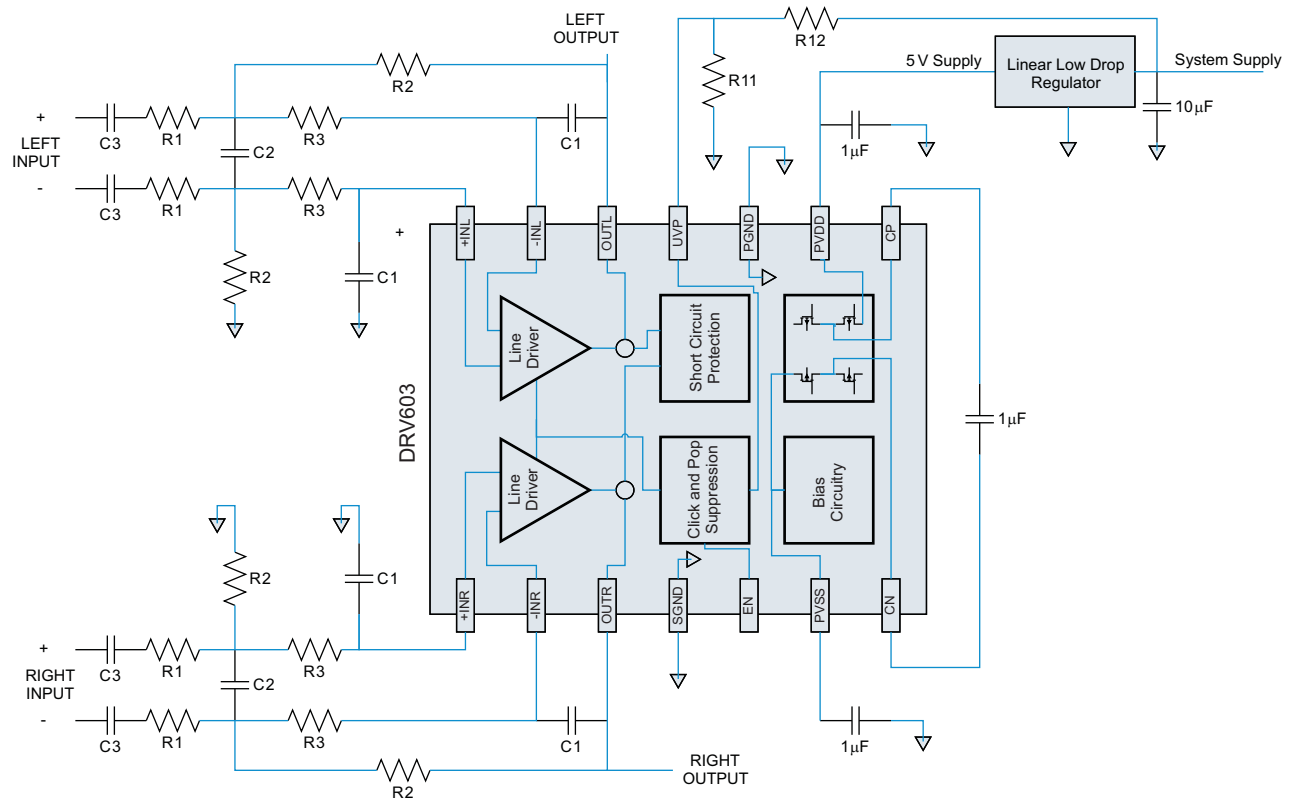 LEFT
OUTPUT
R12
5 V Supply
Linear Low Drop
Regulator
System Supply
R2
R11
10μF
+
C3
R1
R3
C1
1μF
LEFT
INPUT
C2
-
C3
R1
R3
+
+INL
-INL
OUTL
UVP
PGND
PVDD
CP
R2
C1
Line
Driver
Short Circuit
Protection
DRV603
1μF
Line
Driver
Click and Pop
Suppression
Bias
Circuitry
R2
C1
+INR
-INR
OUTR
SGND
EN
PVSS
CN
+
C3
R1
R3
RIGHT
INPUT
C2
-
C3
R1
R3
C1
1μF
R2
RIGHT
OUTPUT